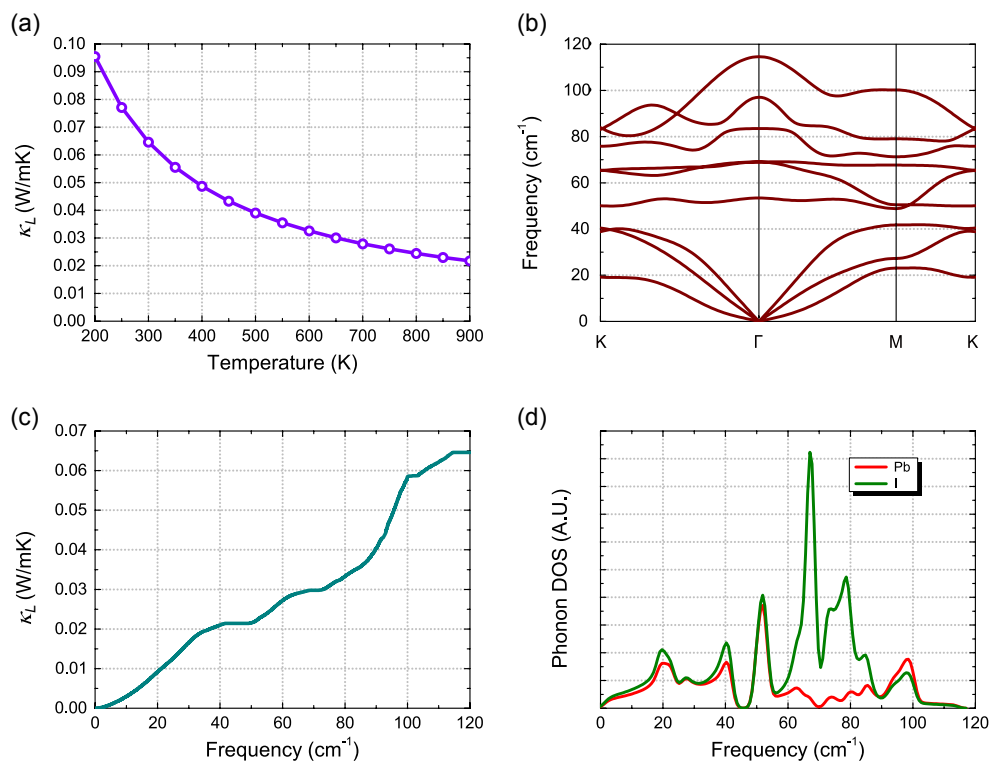 (a)
0.10
0.09
0.08
0.07
0.06
0.05
0.04
0.03
0.02
0.01
0.00
κL (W/mK)
200 300 400 500 600 700 800 900
Temperature (K)
(b)
120
100
80
60
40
20
0
Frequency (cm-1)
K Γ M K
(c)
0.07
0.06
0.05
0.04
0.03
0.02
0.01
0.00
κL (W/mK)
0 20 40 60 80 100 120
Frequency (cm-1)
(d)
Phonon DOS (A.U.)
Pb
I
0 20 40 60 80 100 120
Frequency (cm-1)